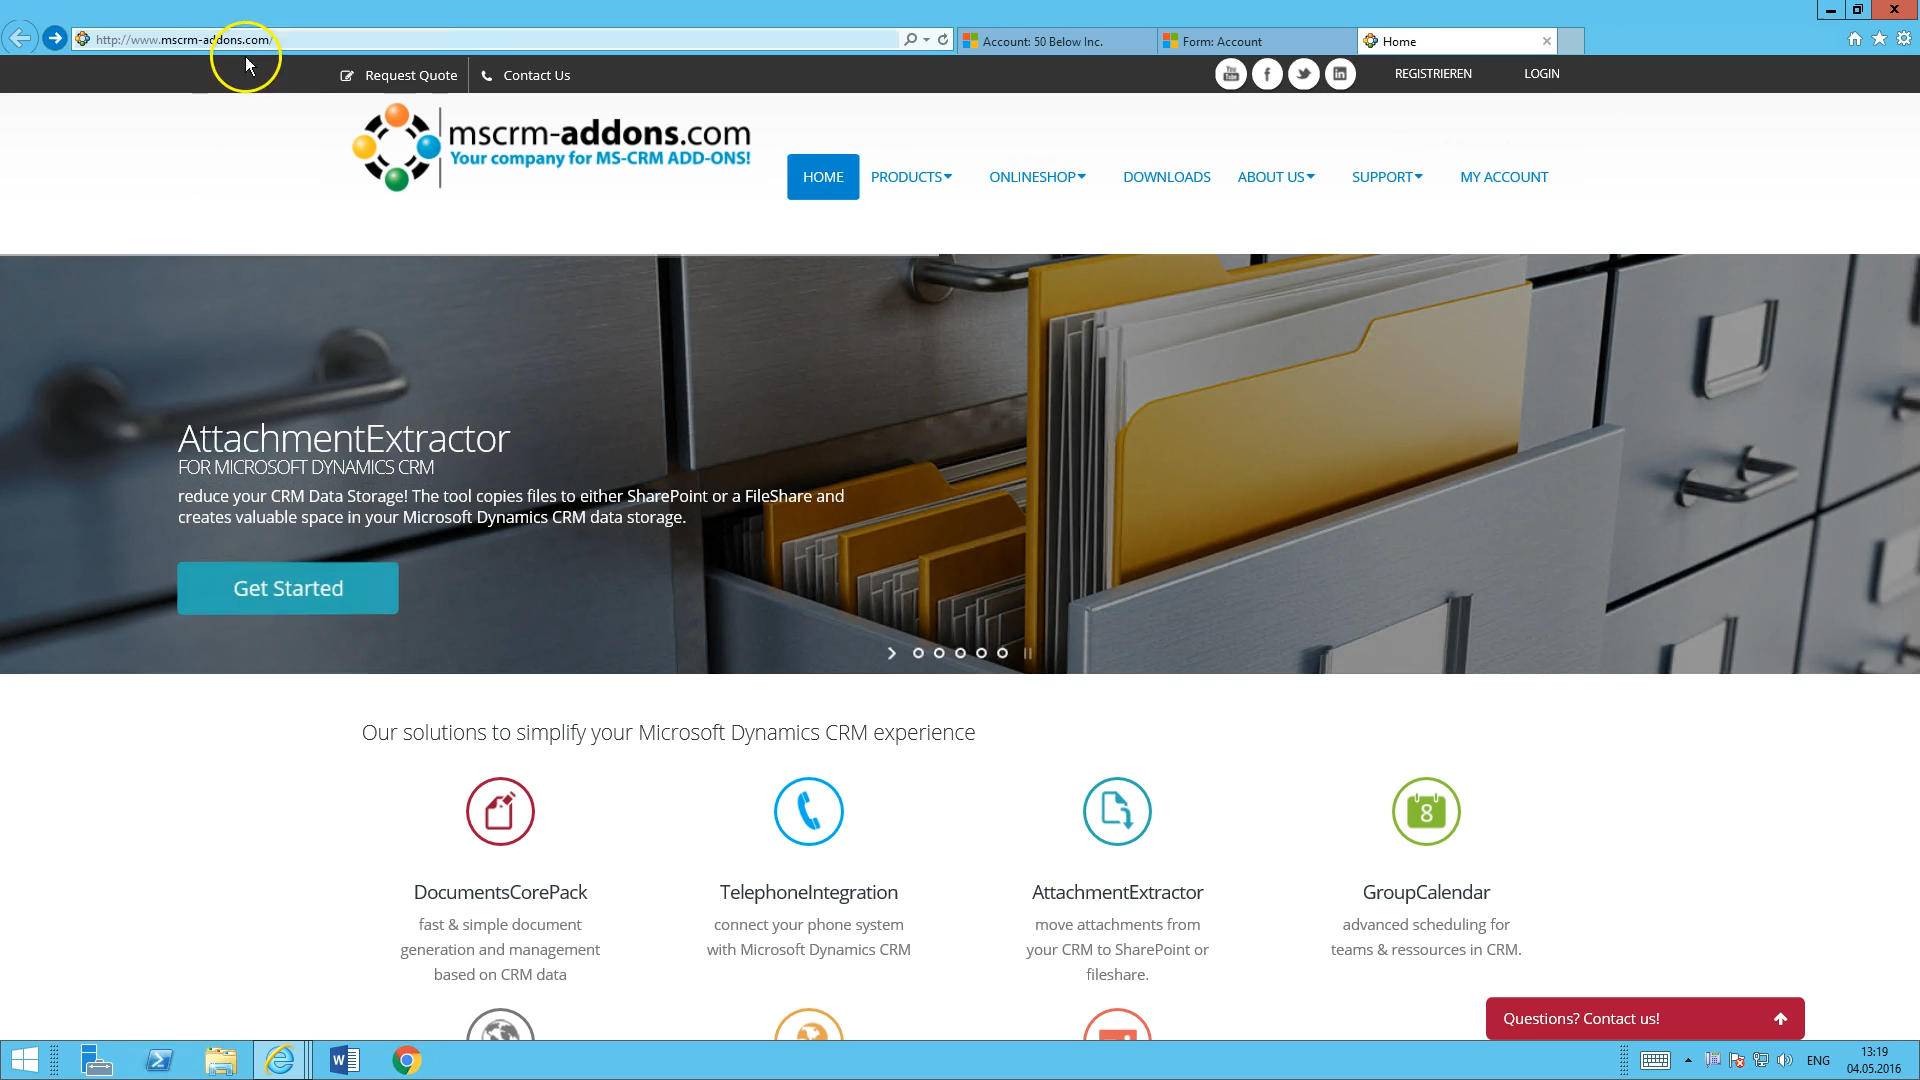 http://www.mscrm-addons.com/
Account: 50 Below Inc.
Form: Account
Home
Request Quote
Contact Us
You Tube
REGISTRIEREN
LOGIN
mscrm-addons.com
Your company for MS-CRM ADD-ONS!
HOME
PRODUCTS
ONLINESHOP
DOWNLOADS
ABOUT US
SUPPORT
MY ACCOUNT
AttachmentExtractor
FOR MICROSOFT DYNAMICS CRM
reduce your CRM Data Storage! The tool copies files to either SharePoint or a FileShare and
creates valuable space in your Microsoft Dynamics CRM data storage.
Get Started
Our solutions to simplify your Microsoft Dynamics CRM experience
8
DocumentsCorePack
fast & simple document
generation and management
based on CRM data
TelephoneIntegration
connect your phone system
with Microsoft Dynamics CRM
AttachmentExtractor
move attachments from
your CRM to SharePoint or
fileshare.
GroupCalendar
advanced scheduling for
teams & ressources in CRM.
Questions? Contact us!
ENG
13:19
04.05.2016